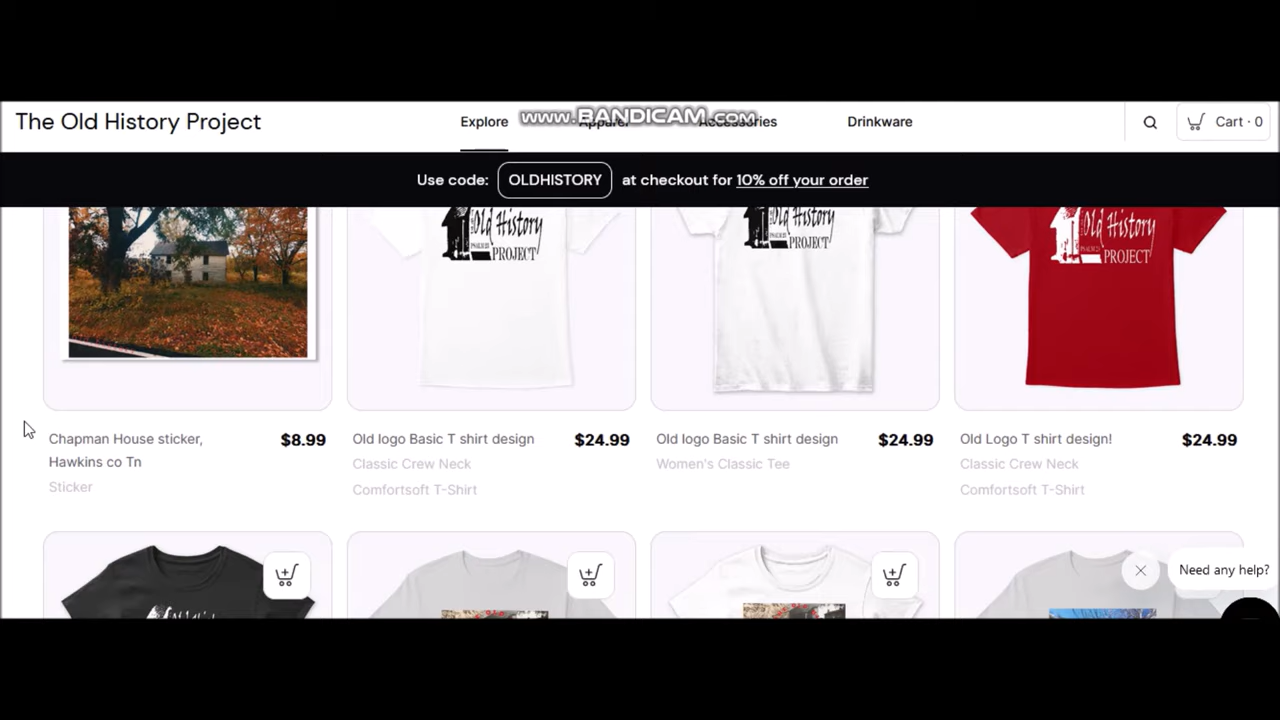 The Old History Project
Explore
Apparel
Accessories
Drinkware
Cart · 0
www.BANDICAM.com
Use code: OLDHISTORY at checkout for 10% off your order
Old History
PROJECT
Old History
PROJECT
Old History
PROJECT
Chapman House sticker,
Hawkins co Tn
Sticker
$8.99
Old logo Basic T shirt design
Classic Crew Neck
Comfortsoft T-Shirt
$24.99
Old logo Basic T shirt design
Women's Classic Tee
$24.99
Old Logo T shirt design!
Classic Crew Neck
Comfortsoft T-Shirt
$24.99
Need any help?